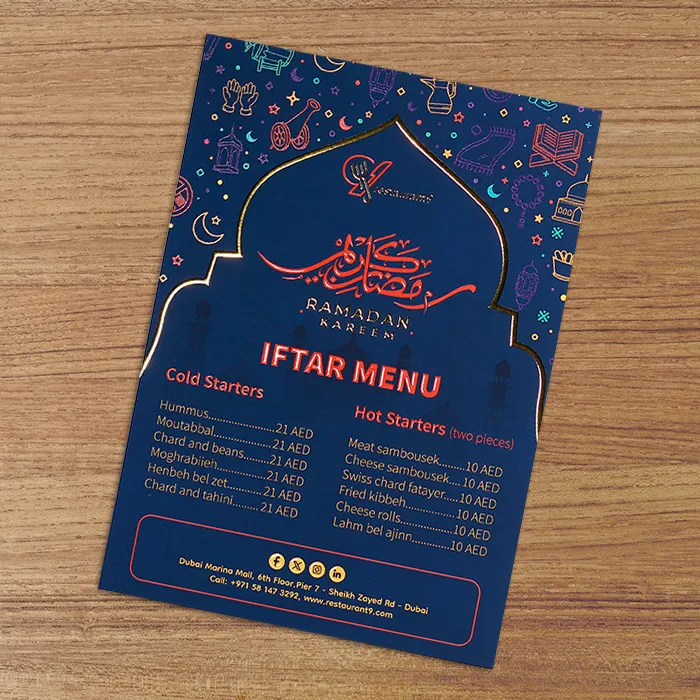 restaurant9
رمضان كريم
RAMADAN
KAREEM
IFTAR MENU
Cold Starters
Hummus..................21 AED
Moutabbal...............21 AED
Chard and beans.........21 AED
Moghrabiieh.............21 AED
Henbeh bel zet..........21 AED
Chard and tahini........21 AED
Hot Starters (two pieces)
Meat sambousek.........10 AED
Cheese sambousek....10 AED
Swiss chard fatayer....10 AED
Fried kibbeh................10 AED
Cheese rolls.................10 AED
Lahm bel ajinn.............10 AED
Dubai Marina Mall, 6th Floor,Pier 7 - Sheikh Zayed Rd - Dubai
Call: +971 58 147 3292, www.restaurant9.com